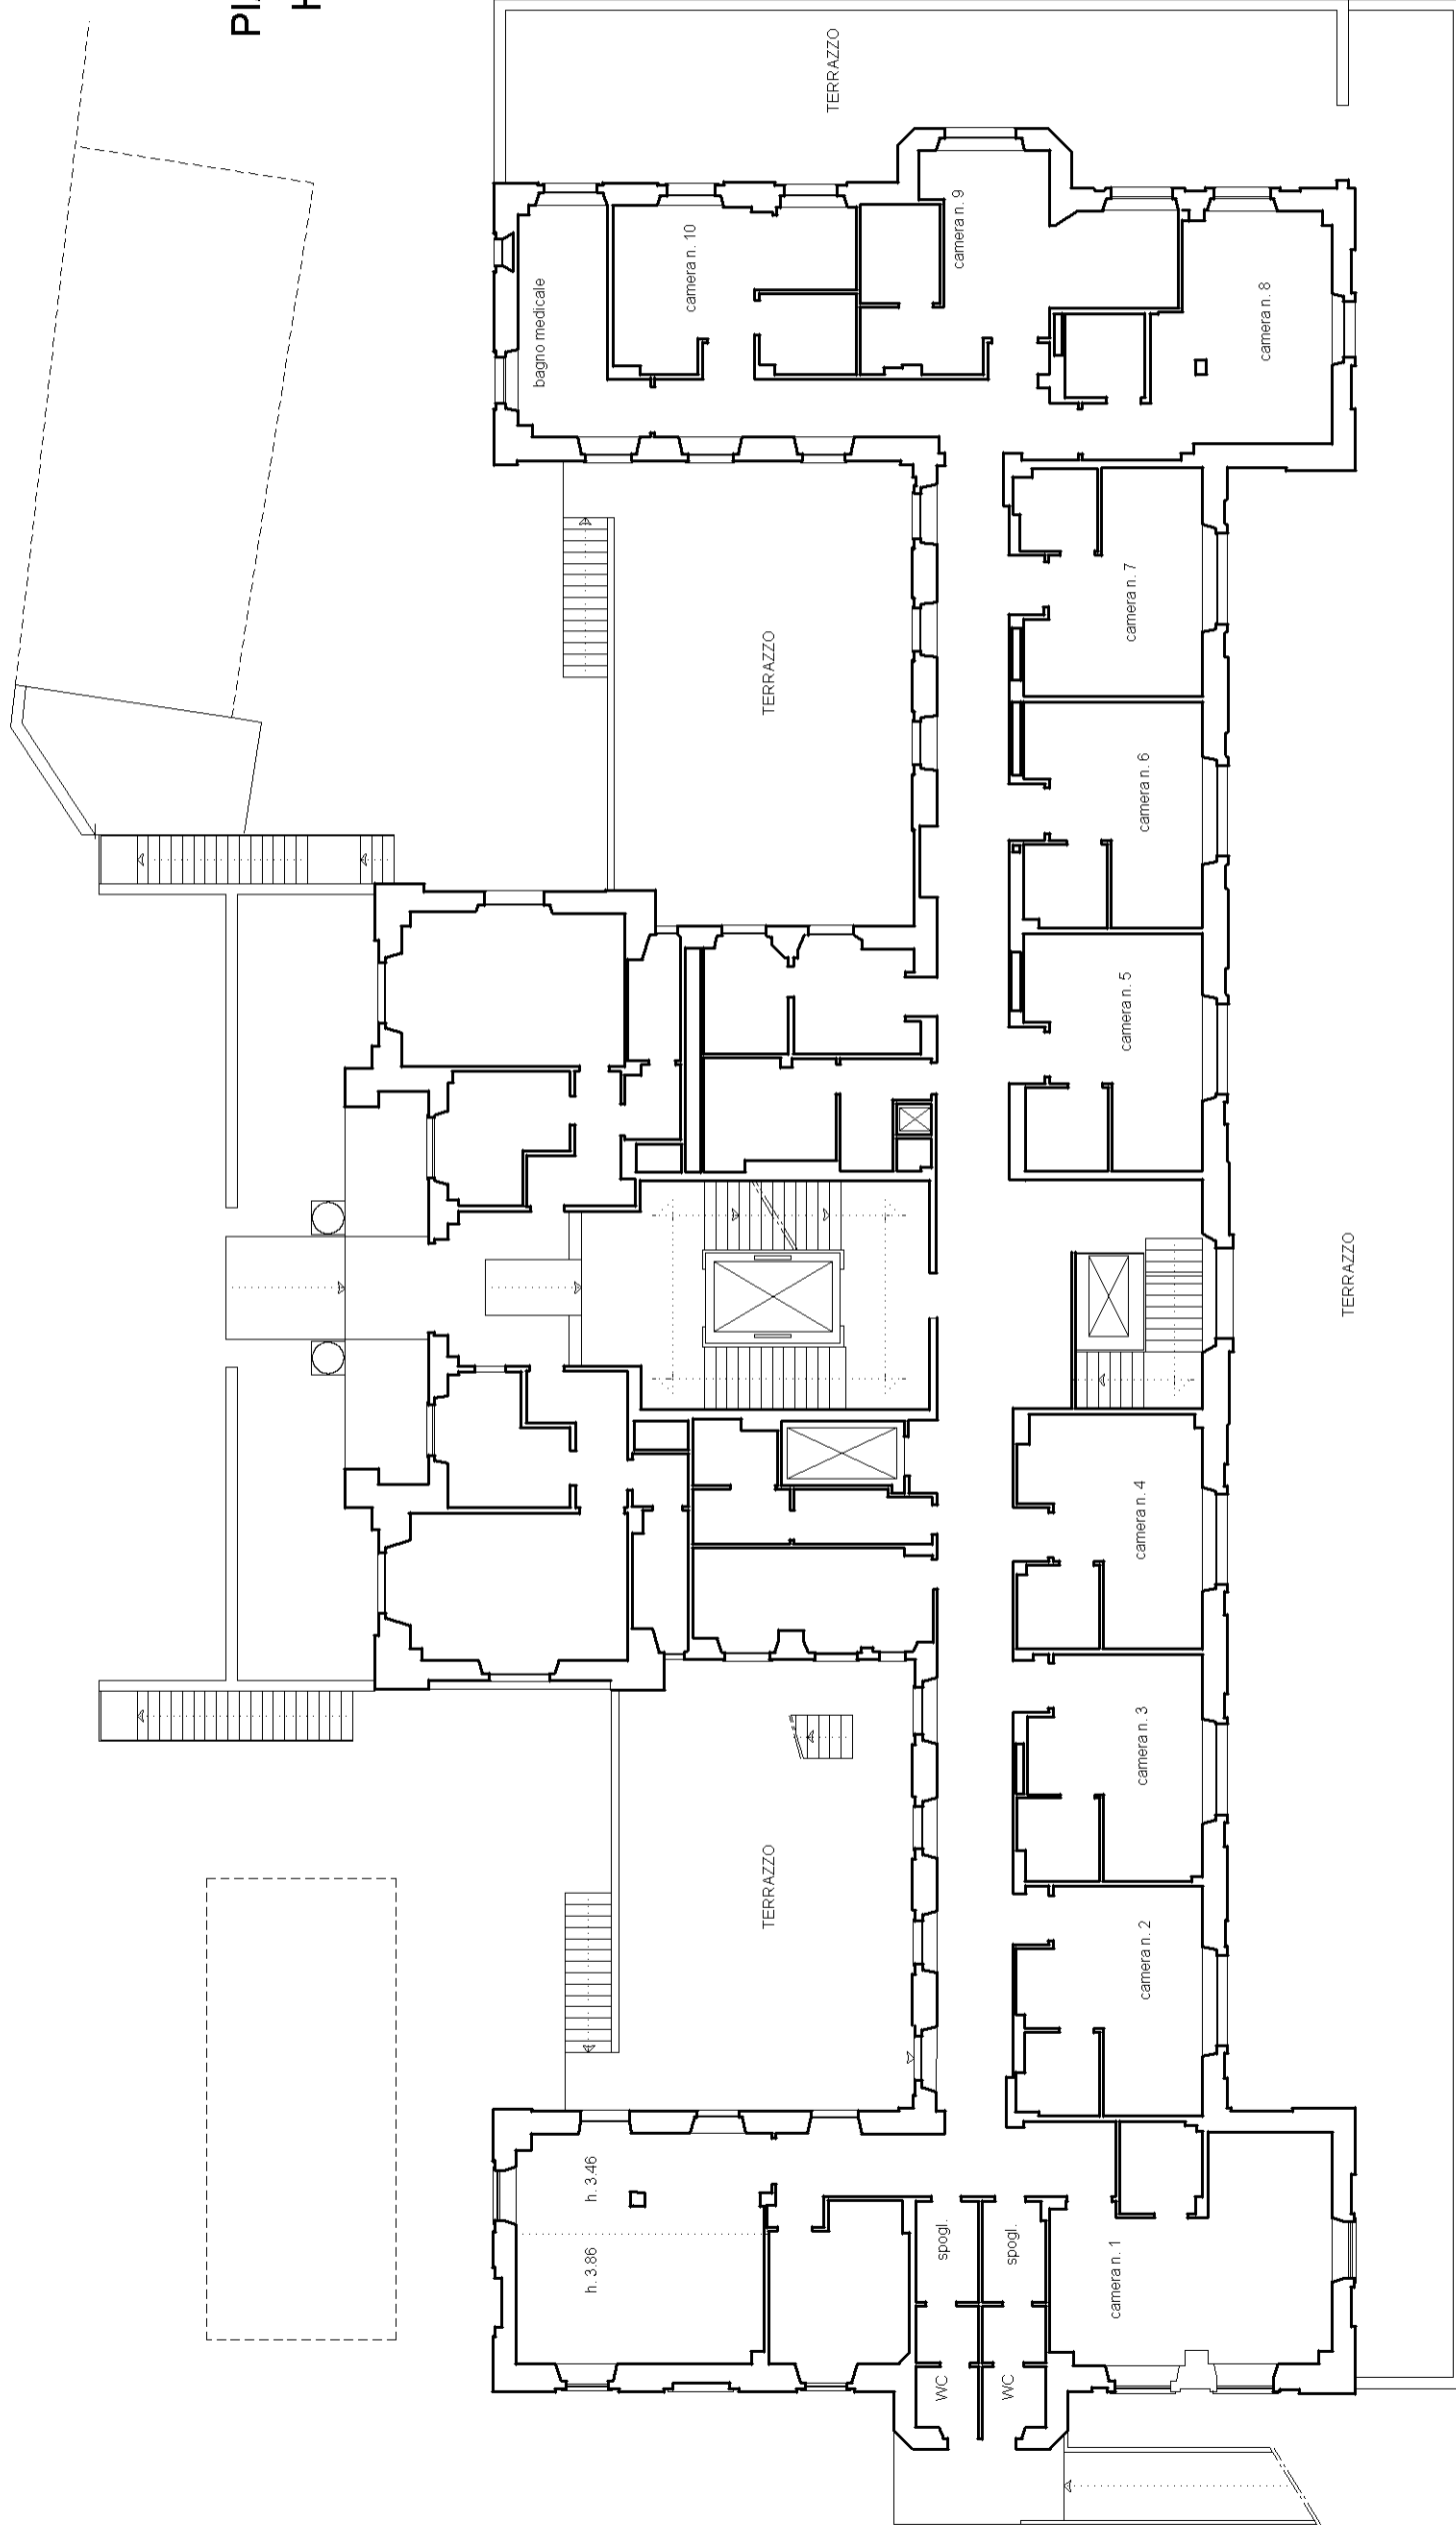 PIA
H
bagno medicale
h. 3.86
h. 3.46
camera n. 10
TERRAZZO
TERRAZZO
TERRAZZO
WC
spogl.
camera n. 9
WC
spogl.
camera n. 1
camera n. 2
camera n. 3
camera n. 4
camera n. 5
camera n. 6
camera n. 7
camera n. 8
TERRAZZO